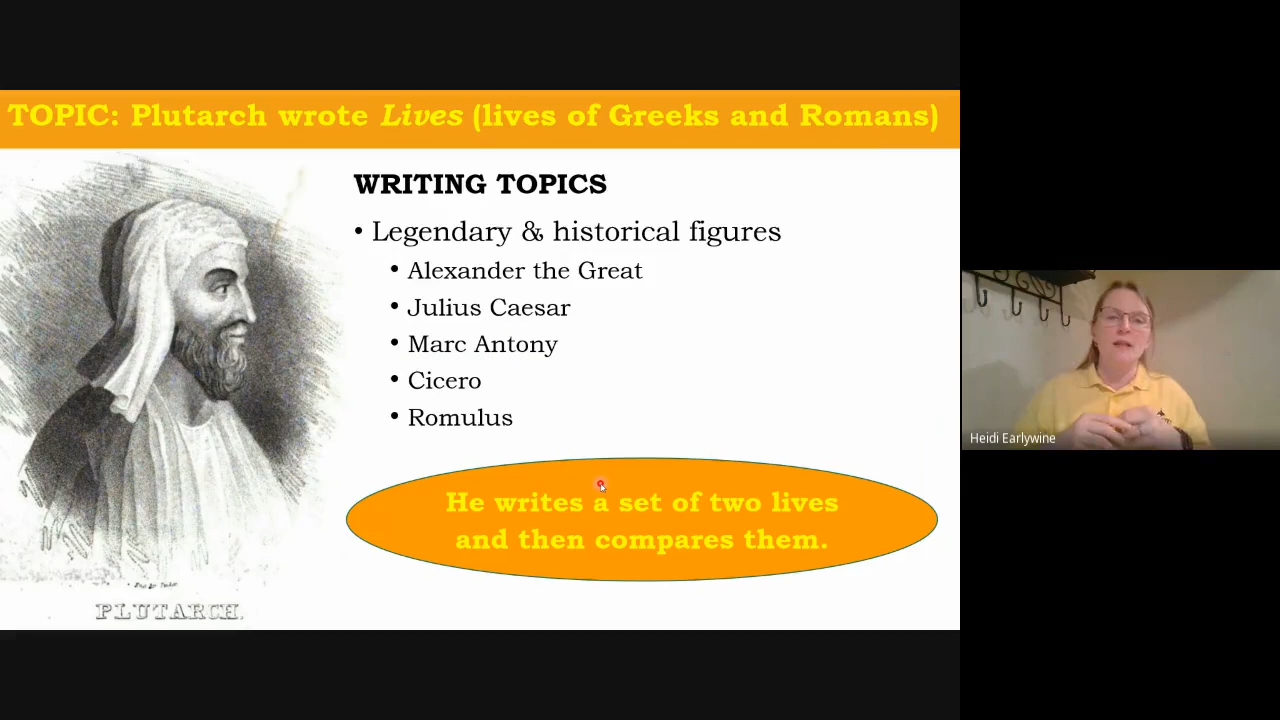 TOPIC: Plutarch wrote Lives (lives of Greeks and Romans)
WRITING TOPICS
• Legendary & historical figures
• Alexander the Great
• Julius Caesar
• Marc Antony
• Cicero
• Romulus
He writes a set of two lives
and then compares them.
PLUTARCH.
Heidi Earlywine